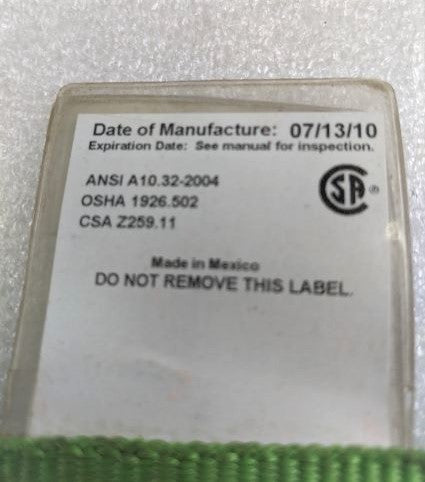 Date of Manufacture: 07/13/10
Expiration Date: See manual for inspection.
ANSI A10.32-2004
OSHA 1926.502
CSA Z259.11
CSA ®
Made in Mexico
DO NOT REMOVE THIS LABEL.